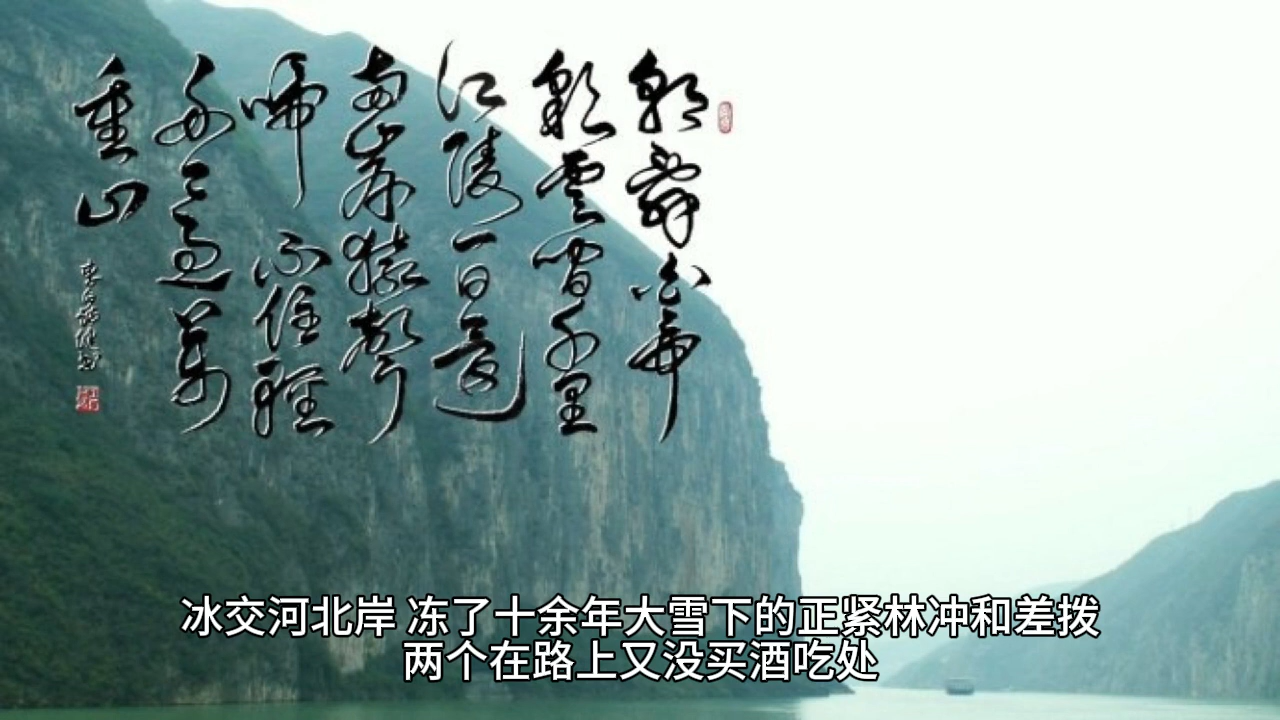 朝辞白帝
彩云间千里
江陵一日还
两岸猿声
啼不住轻
舟已过万
重山
冰交河北岸 冻了十余年大雪下的正紧林冲和差拨
两个在路上又没买酒吃处